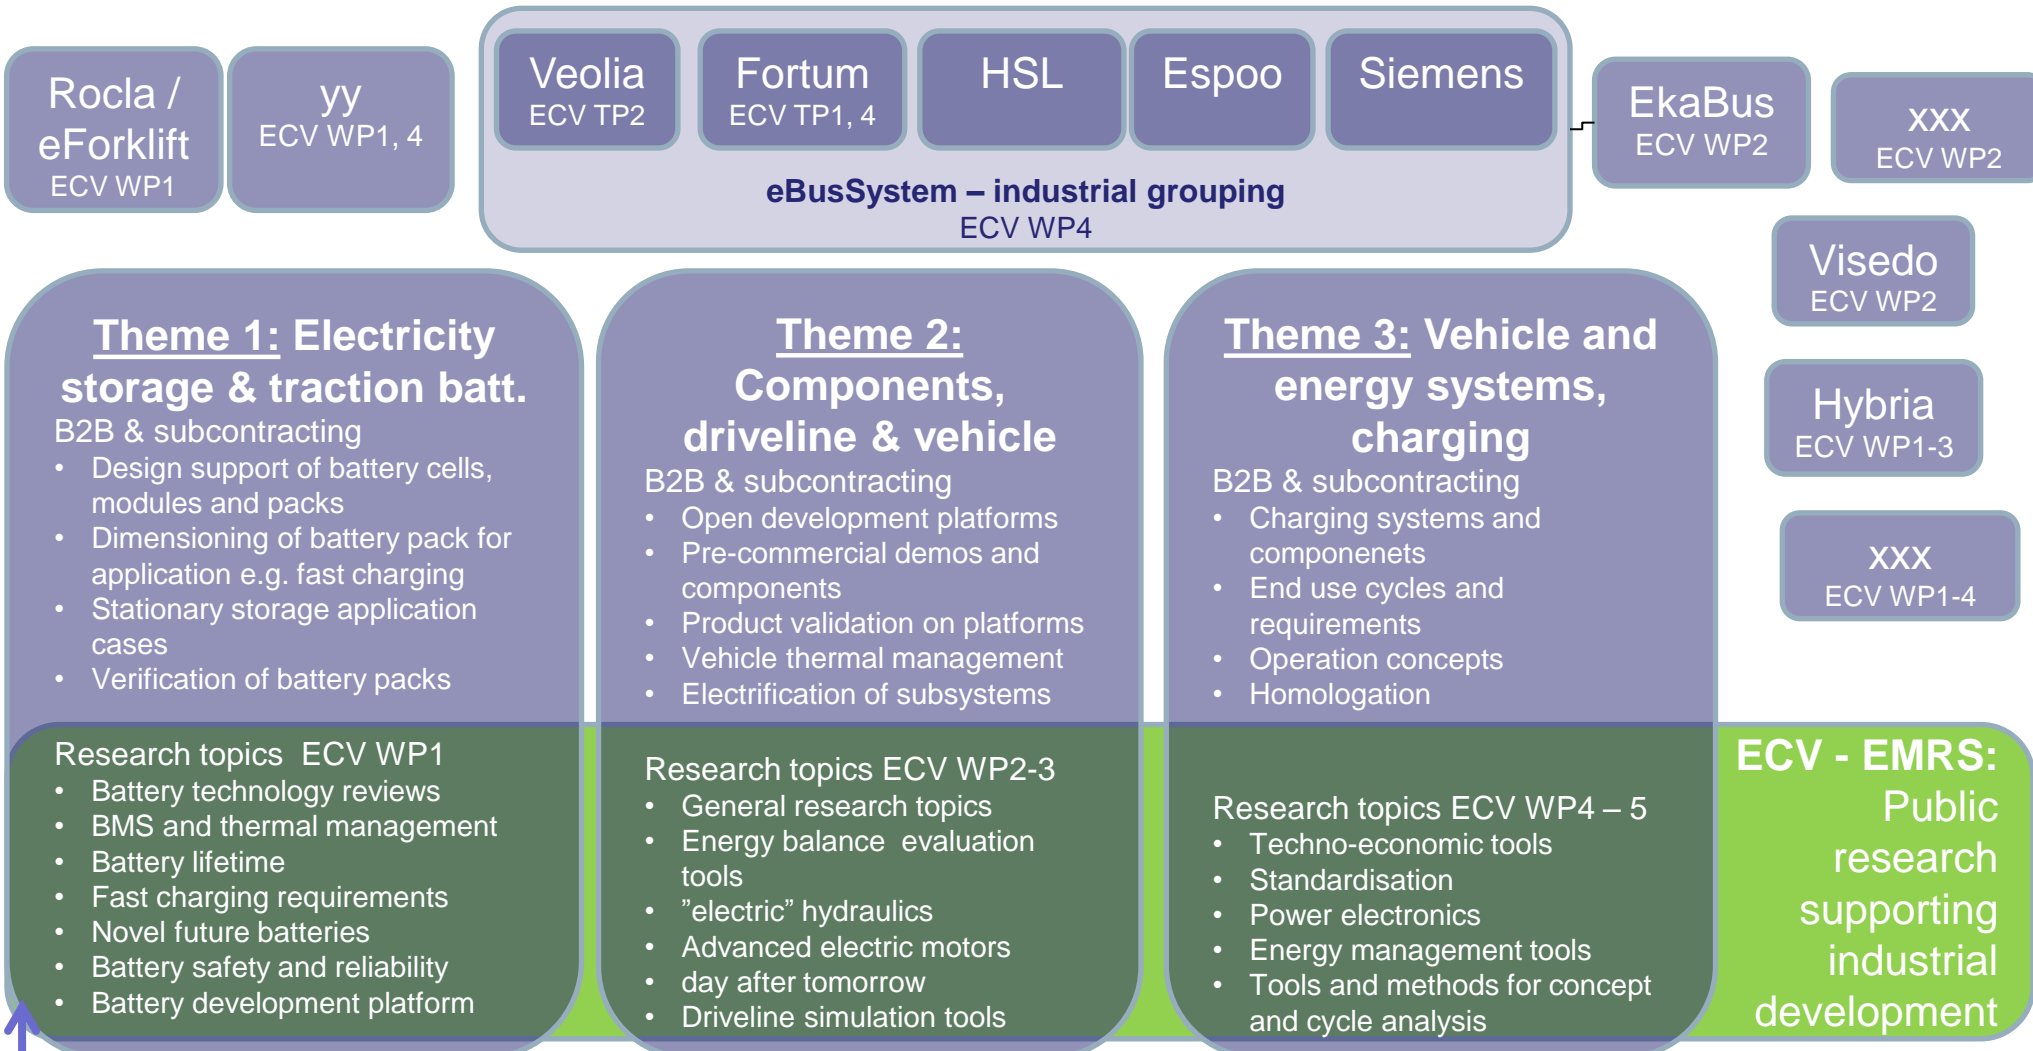 Rocla /
eForklift
ECV WP1
yy
ECV WP1, 4
Veolia
ECV TP2
Fortum
ECV TP1, 4
HSL
Espoo
Siemens
eBusSystem – industrial grouping
ECV WP4
EkaBus
ECV WP2
xxx
ECV WP2
Visedo
ECV WP2
Hybria
ECV WP1-3
xxx
ECV WP1-4
Theme 1: Electricity
storage & traction batt.
B2B & subcontracting
• Design support of battery cells,
modules and packs
• Dimensioning of battery pack for
application e.g. fast charging
• Stationary storage application
cases
• Verification of battery packs
Research topics ECV WP1
• Battery technology reviews
• BMS and thermal management
• Battery lifetime
• Fast charging requirements
• Novel future batteries
• Battery safety and reliability
• Battery development platform
Theme 2:
Components,
driveline & vehicle
B2B & subcontracting
• Open development platforms
• Pre-commercial demos and
components
• Product validation on platforms
• Vehicle thermal management
• Electrification of subsystems
Research topics ECV WP2-3
• General research topics
• Energy balance evaluation
tools
• ”electric” hydraulics
• Advanced electric motors
• day after tomorrow
• Driveline simulation tools
Theme 3: Vehicle and
energy systems,
charging
B2B & subcontracting
• Charging systems and
componenets
• End use cycles and
requirements
• Operation concepts
• Homologation
Research topics ECV WP4 – 5
• Techno-economic tools
• Standardisation
• Power electronics
• Energy management tools
• Tools and methods for concept
and cycle analysis
ECV - EMRS:
Public
research
supporting
industrial
development